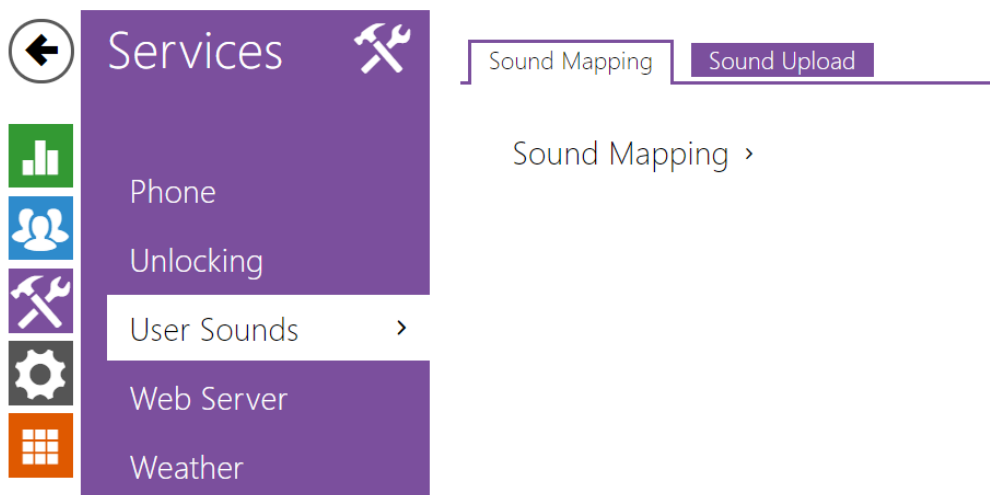 Services
Phone
Unlocking
User Sounds
Web Server
Weather
Sound Mapping
Sound Upload
Sound Mapping